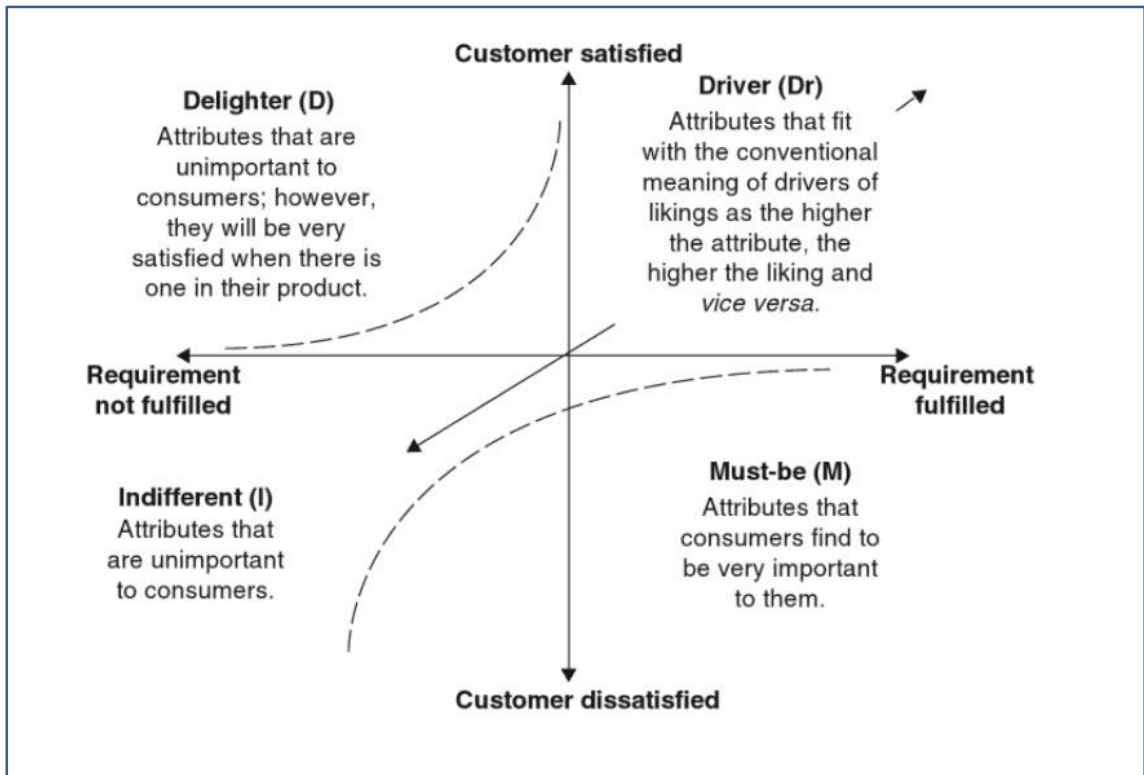 Customer satisfied
Delighter (D)
Attributes that are
unimportant to
consumers; however,
they will be very
satisfied when there is
one in their product.
Driver (Dr)
Attributes that fit
with the conventional
meaning of drivers of
likings as the higher
the attribute, the
higher the liking and
vice versa.
Requirement
not fulfilled
Requirement
fulfilled
Indifferent (I)
Attributes that
are unimportant
to consumers.
Must-be (M)
Attributes that
consumers find to
be very important
to them.
Customer dissatisfied